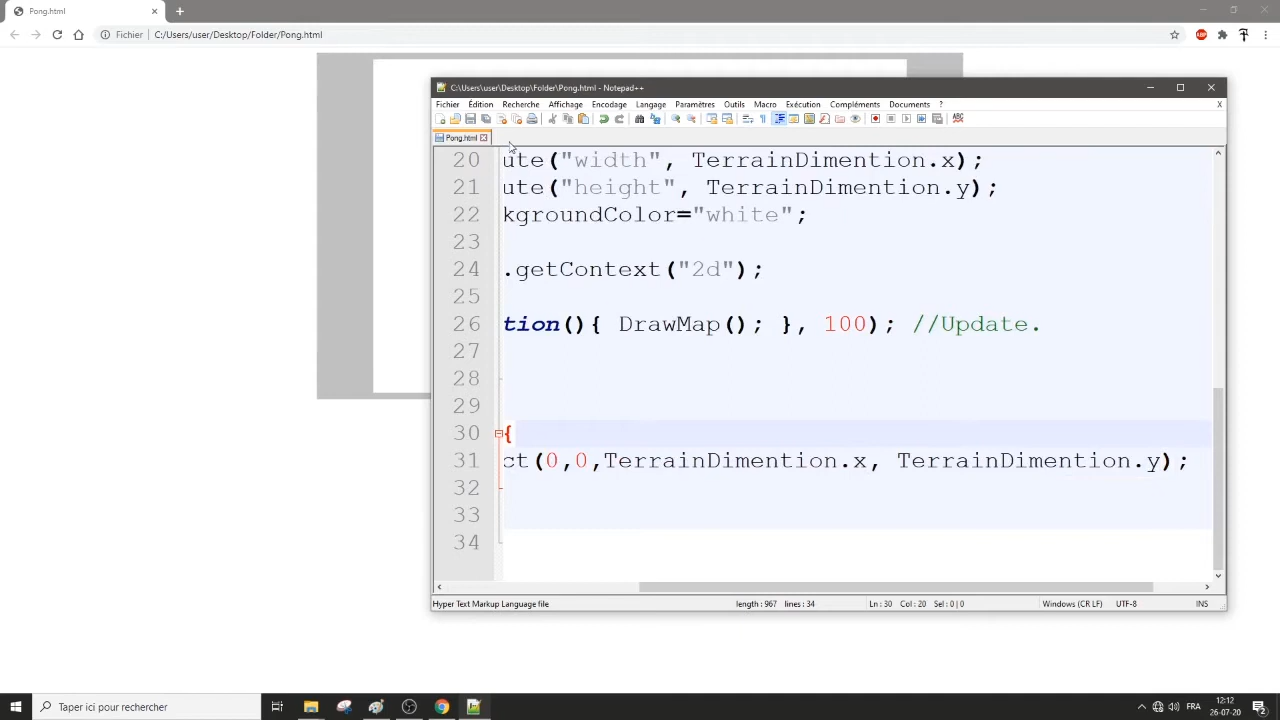 Pong.html
Fichier
C:/Users/user/Desktop/Folder/Pong.html
ABP
C:\Users\user\Desktop\Folder\Pong.html - Notepad++
Fichier Édition Recherche Affichage Encodage Langage Paramètres Outils Macro Exécution Compléments Documents ? X
Pong.html
20 ute("width", TerrainDimention.x);
21 ute("height", TerrainDimention.y);
22 kgroundColor="white";
23
24 .getContext("2d");
25
26 tion(){ DrawMap(); }, 100); //Update.
27
28
29
30 {
31 ct(0,0,TerrainDimention.x, TerrainDimention.y);
32
33
34
Hyper Text Markup Language file length : 967 lines : 34 Ln : 30 Col : 20 Sel : 0 | 0 Windows (CR LF) UTF-8 INS
Taper ici pour rechercher
FRA
12:12
26-07-20
2